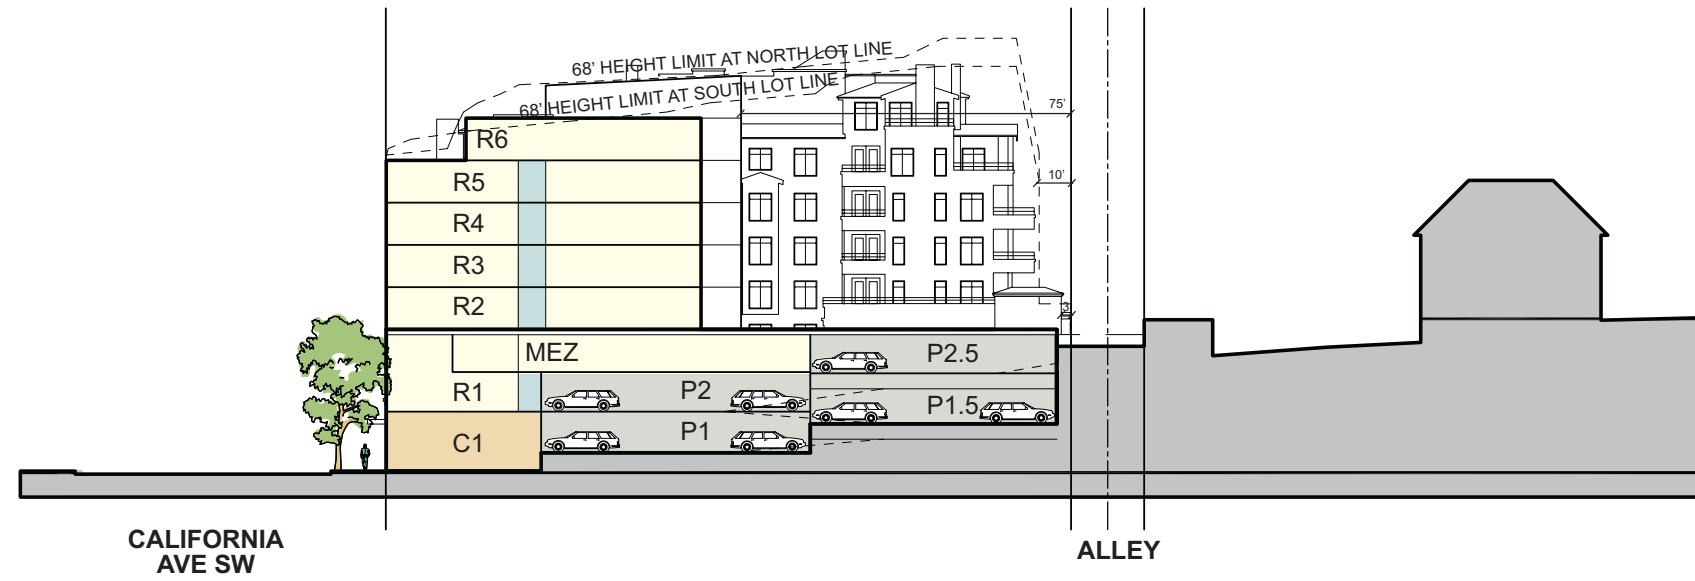 68' HEIGHT LIMIT AT NORTH LOT LINE
68' HEIGHT LIMIT AT SOUTH LOT LINE
75'
R6
R5
10'
R4
R3
R2
3'
MEZ
P2.5
R1
P2
P1.5
C1
P1
CALIFORNIA
AVE SW
ALLEY